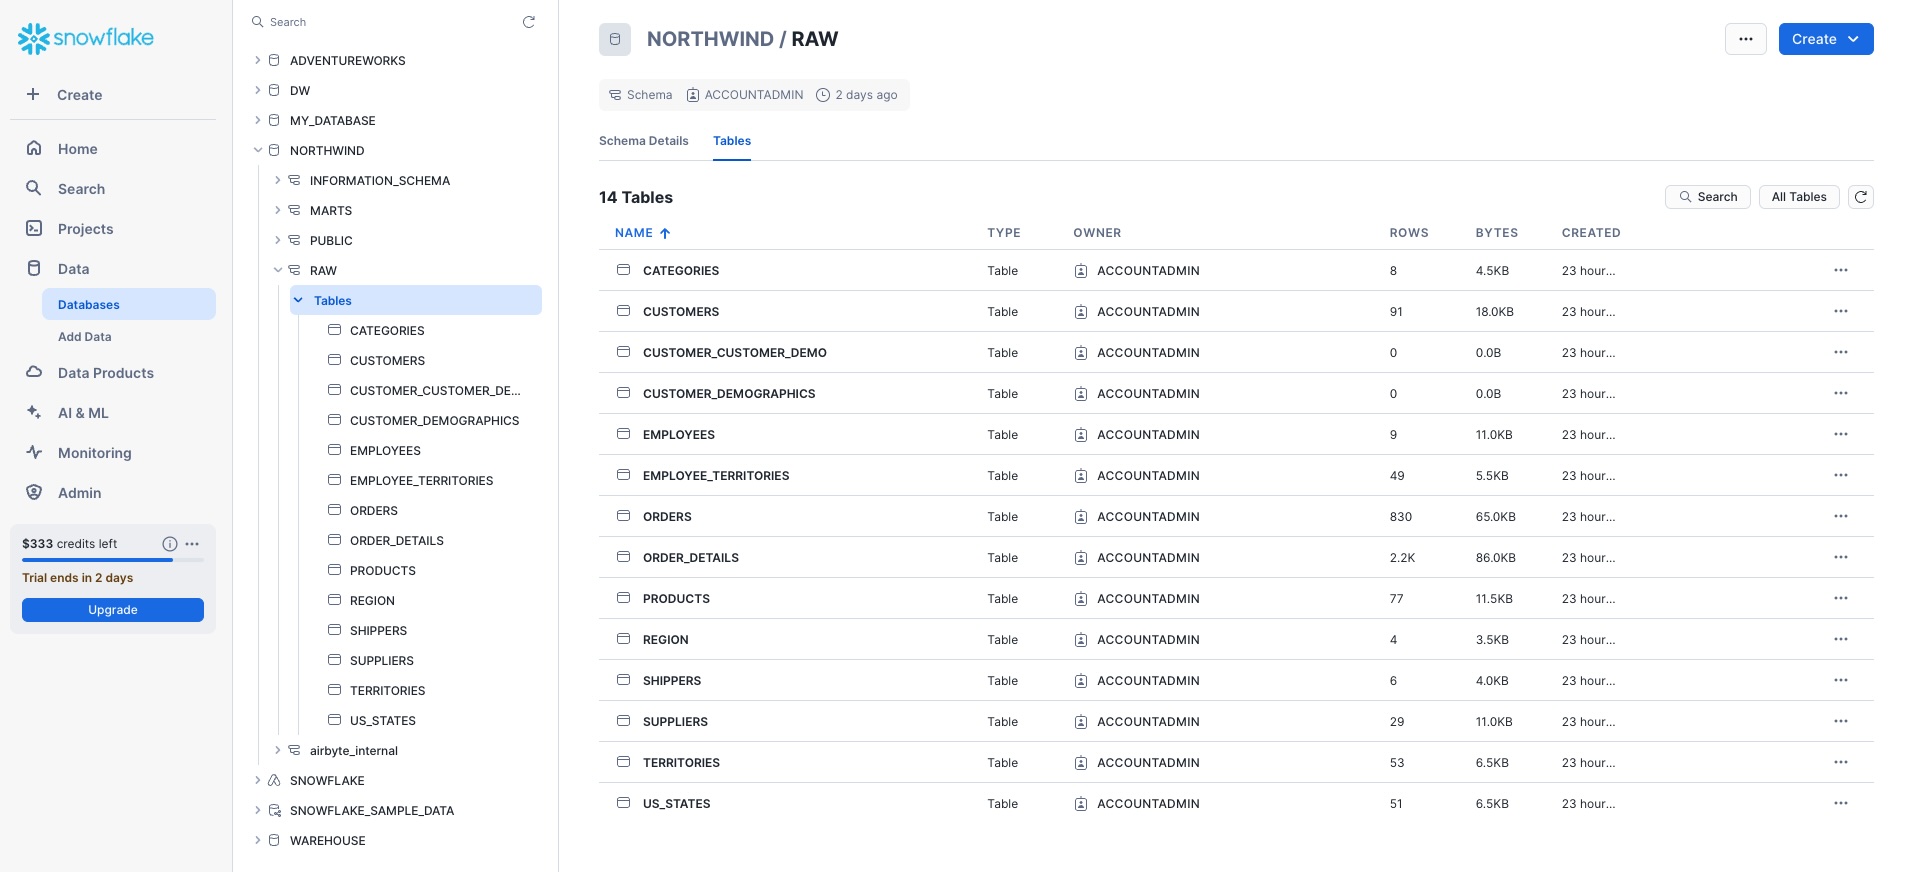 snowflake
Create
Home
Search
Projects
Data
Databases
Add Data
Data Products
AI & ML
Monitoring
Admin
$333 credits left
Trial ends in 2 days
Upgrade
Search
ADVENTUREWORKS
DW
MY_DATABASE
NORTHWIND
INFORMATION_SCHEMA
MARTS
PUBLIC
RAW
Tables
CATEGORIES
CUSTOMERS
CUSTOMER_CUSTOMER_DE...
CUSTOMER_DEMOGRAPHICS
EMPLOYEES
EMPLOYEE_TERRITORIES
ORDERS
ORDER_DETAILS
PRODUCTS
REGION
SHIPPERS
SUPPLIERS
TERRITORIES
US_STATES
airbyte_internal
SNOWFLAKE
SNOWFLAKE_SAMPLE_DATA
WAREHOUSE
NORTHWIND / RAW
... Create
Schema ACCOUNTADMIN 2 days ago
Schema Details Tables
14 Tables
Search All Tables
NAME TYPE OWNER ROWS BYTES CREATED
CATEGORIES Table ACCOUNTADMIN 8 4.5KB 23 hour...
CUSTOMERS Table ACCOUNTADMIN 91 18.0KB 23 hour...
CUSTOMER_CUSTOMER_DEMO Table ACCOUNTADMIN 0 0.0B 23 hour...
CUSTOMER_DEMOGRAPHICS Table ACCOUNTADMIN 0 0.0B 23 hour...
EMPLOYEES Table ACCOUNTADMIN 9 11.0KB 23 hour...
EMPLOYEE_TERRITORIES Table ACCOUNTADMIN 49 5.5KB 23 hour...
ORDERS Table ACCOUNTADMIN 830 65.0KB 23 hour...
ORDER_DETAILS Table ACCOUNTADMIN 2.2K 86.0KB 23 hour...
PRODUCTS Table ACCOUNTADMIN 77 11.5KB 23 hour...
REGION Table ACCOUNTADMIN 4 3.5KB 23 hour...
SHIPPERS Table ACCOUNTADMIN 6 4.0KB 23 hour...
SUPPLIERS Table ACCOUNTADMIN 29 11.0KB 23 hour...
TERRITORIES Table ACCOUNTADMIN 53 6.5KB 23 hour...
US_STATES Table ACCOUNTADMIN 51 6.5KB 23 hour...